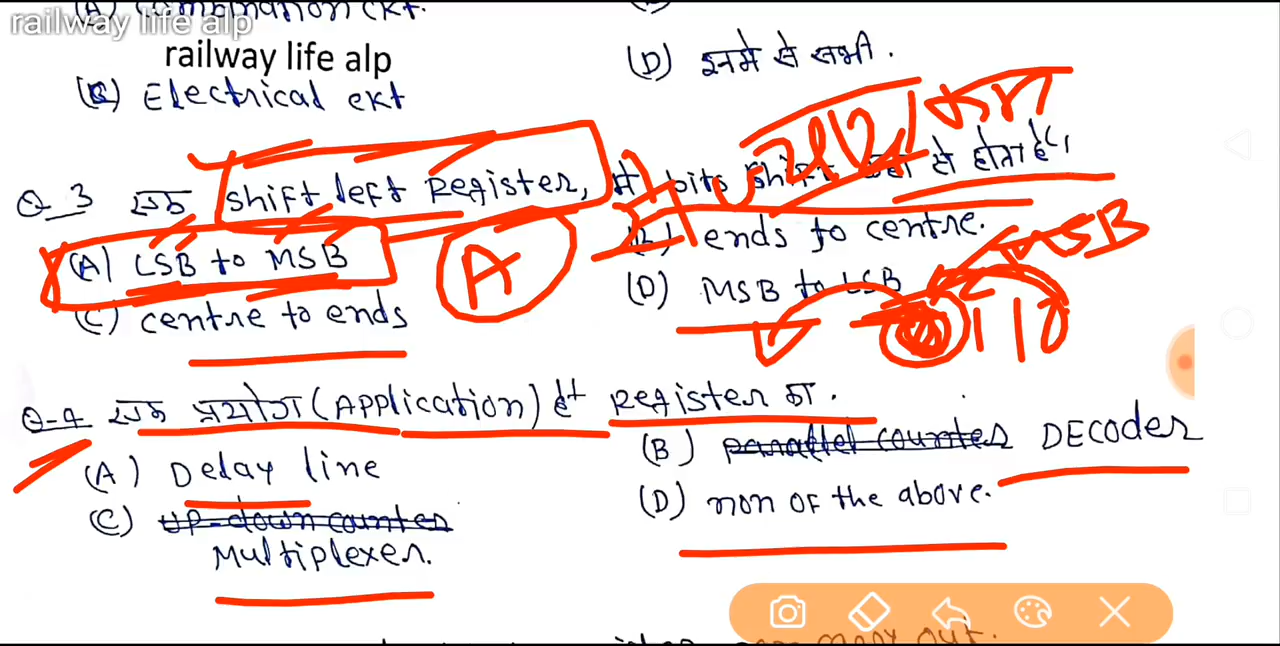 railway life alp
railway life alp
(D) इनमे से सभी.
Electrical ckt
Q_3 एक shift left Register, में bits shift से होता है।
(A) LSB to MSB
ends to centre.
(D) MSB to LSB
(C) centre to ends
A
MSB
110
Q-4 एक प्रयोग (Application) है Register का.
(A) Delay line
(B) parallel counter DECODER
(C) UP-down counter
Multiplexer.
(D) non of the above.